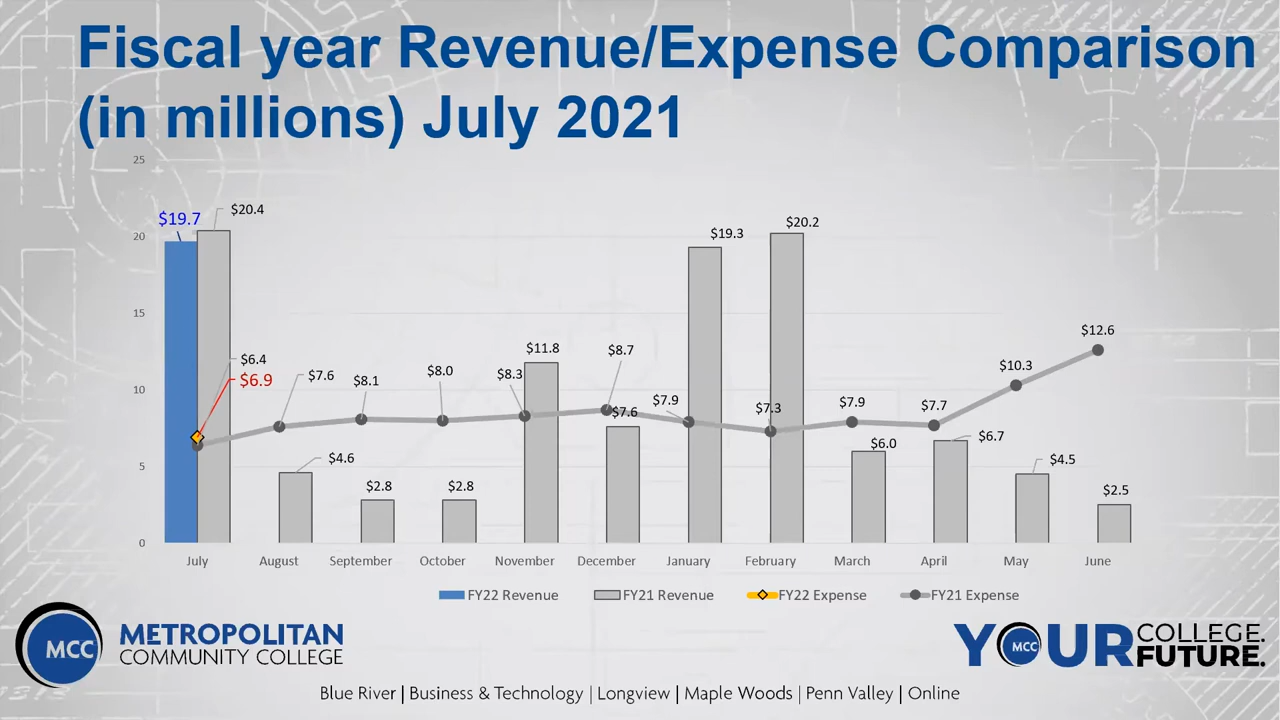 Fiscal year Revenue/Expense Comparison
(in millions) July 2021
25
20
15
10
5
0
$19.7
$20.4
$6.4
$6.9
$7.6
$4.6
$8.1
$2.8
$8.0
$2.8
$8.3
$11.8
$8.7
$7.6
$7.9
$19.3
$7.3
$20.2
$7.9
$6.0
$7.7
$6.7
$10.3
$4.5
$12.6
$2.5
July August September October November December January February March April May June
FY22 Revenue FY21 Revenue FY22 Expense FY21 Expense
MCC
METROPOLITAN
COMMUNITY COLLEGE
YOUR
MCC
COLLEGE.
FUTURE.
Blue River | Business & Technology | Longview | Maple Woods | Penn Valley | Online